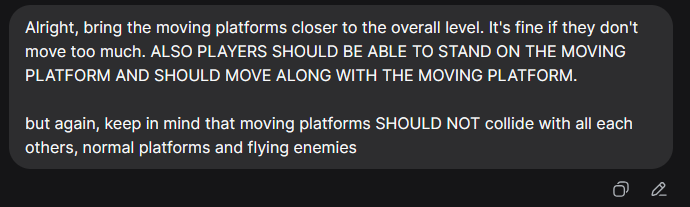 Alright, bring the moving platforms closer to the overall level. It's fine if they don't
move too much. ALSO PLAYERS SHOULD BE ABLE TO STAND ON THE MOVING
PLATFORM AND SHOULD MOVE ALONG WITH THE MOVING PLATFORM.
but again, keep in mind that moving platforms SHOULD NOT collide with all each
others, normal platforms and flying enemies